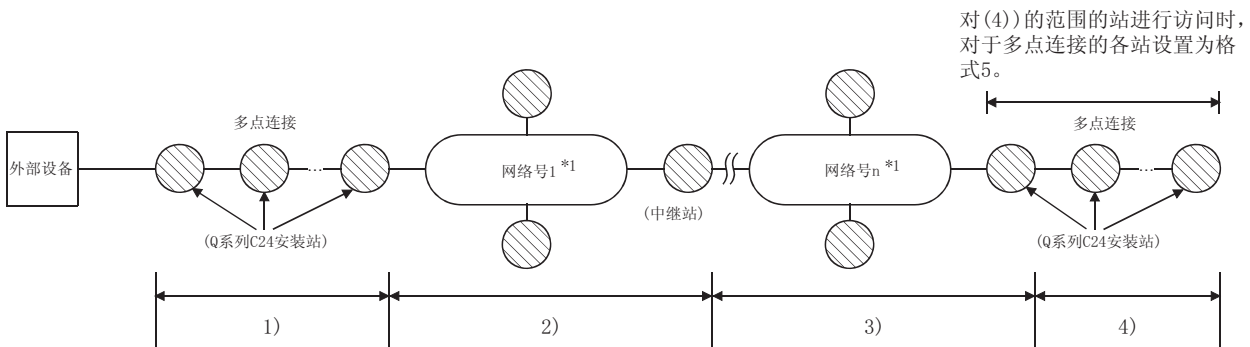 对(4))的范围的站进行访问时，
对于多点连接的各站设置为格
式5。
多点连接
多点连接
外部设备
...
网络号1 *1
网络号n *1
...
(中继站)
(Q系列C24安装站)
(Q系列C24安装站)
1)
2)
3)
4)